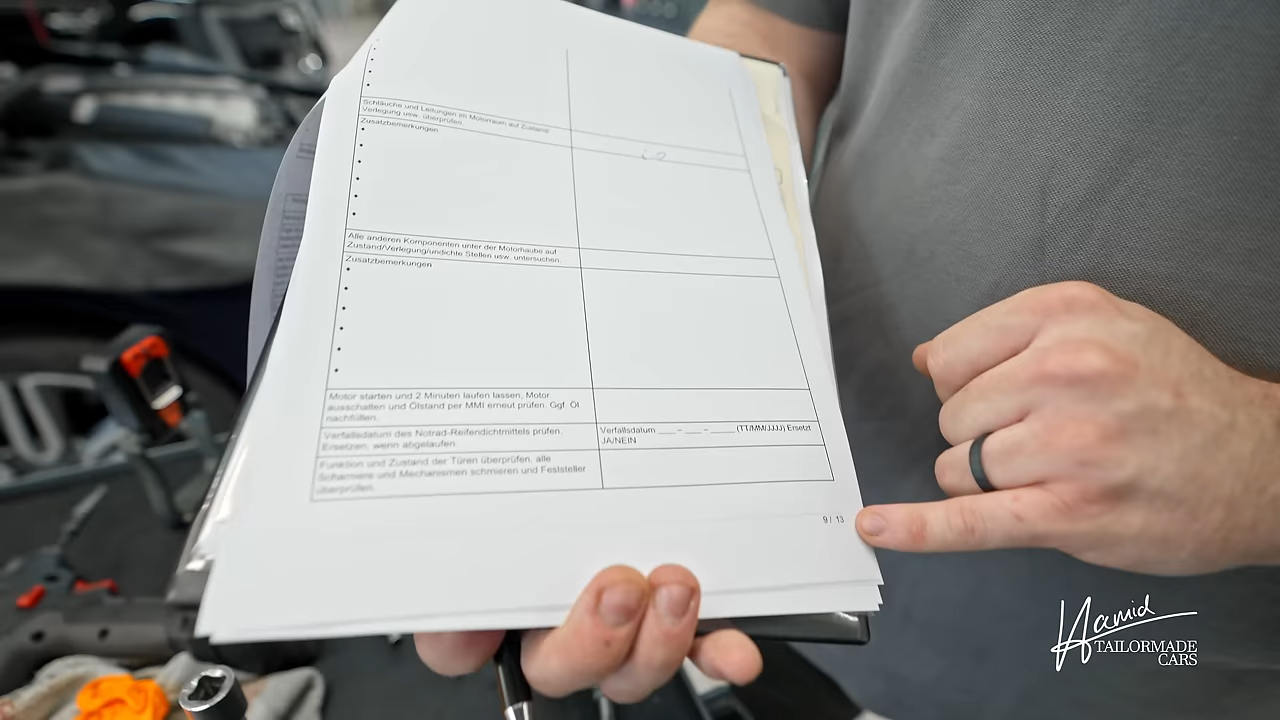 Schläuche und Leitungen im Motorraum auf Zustand
Verlegung usw. überprüfen
Zusatzbemerkungen
Alle anderen Komponenten unter der Motorhaube auf
Zustand/Verlegung/undichte Stellen usw. untersuchen.
Zusatzbemerkungen
Motor starten und 2 Minuten laufen lassen, Motor
ausschalten und Ölstand per MMI erneut prüfen. Ggf. Öl
nachfüllen.
Verfallsdatum des Notrad-Reifendichtmittels prüfen.
Ersetzen, wenn abgelaufen.
Verfallsdatum ____ - ____ - _____ (TT/MM/JJJJ) Ersetzt
JA/NEIN
Funktion und Zustand der Türen überprüfen, alle
Scharniere und Mechanismen schmieren und Feststeller
überprüfen.
9 / 13
Hamid
TAILORMADE
CARS